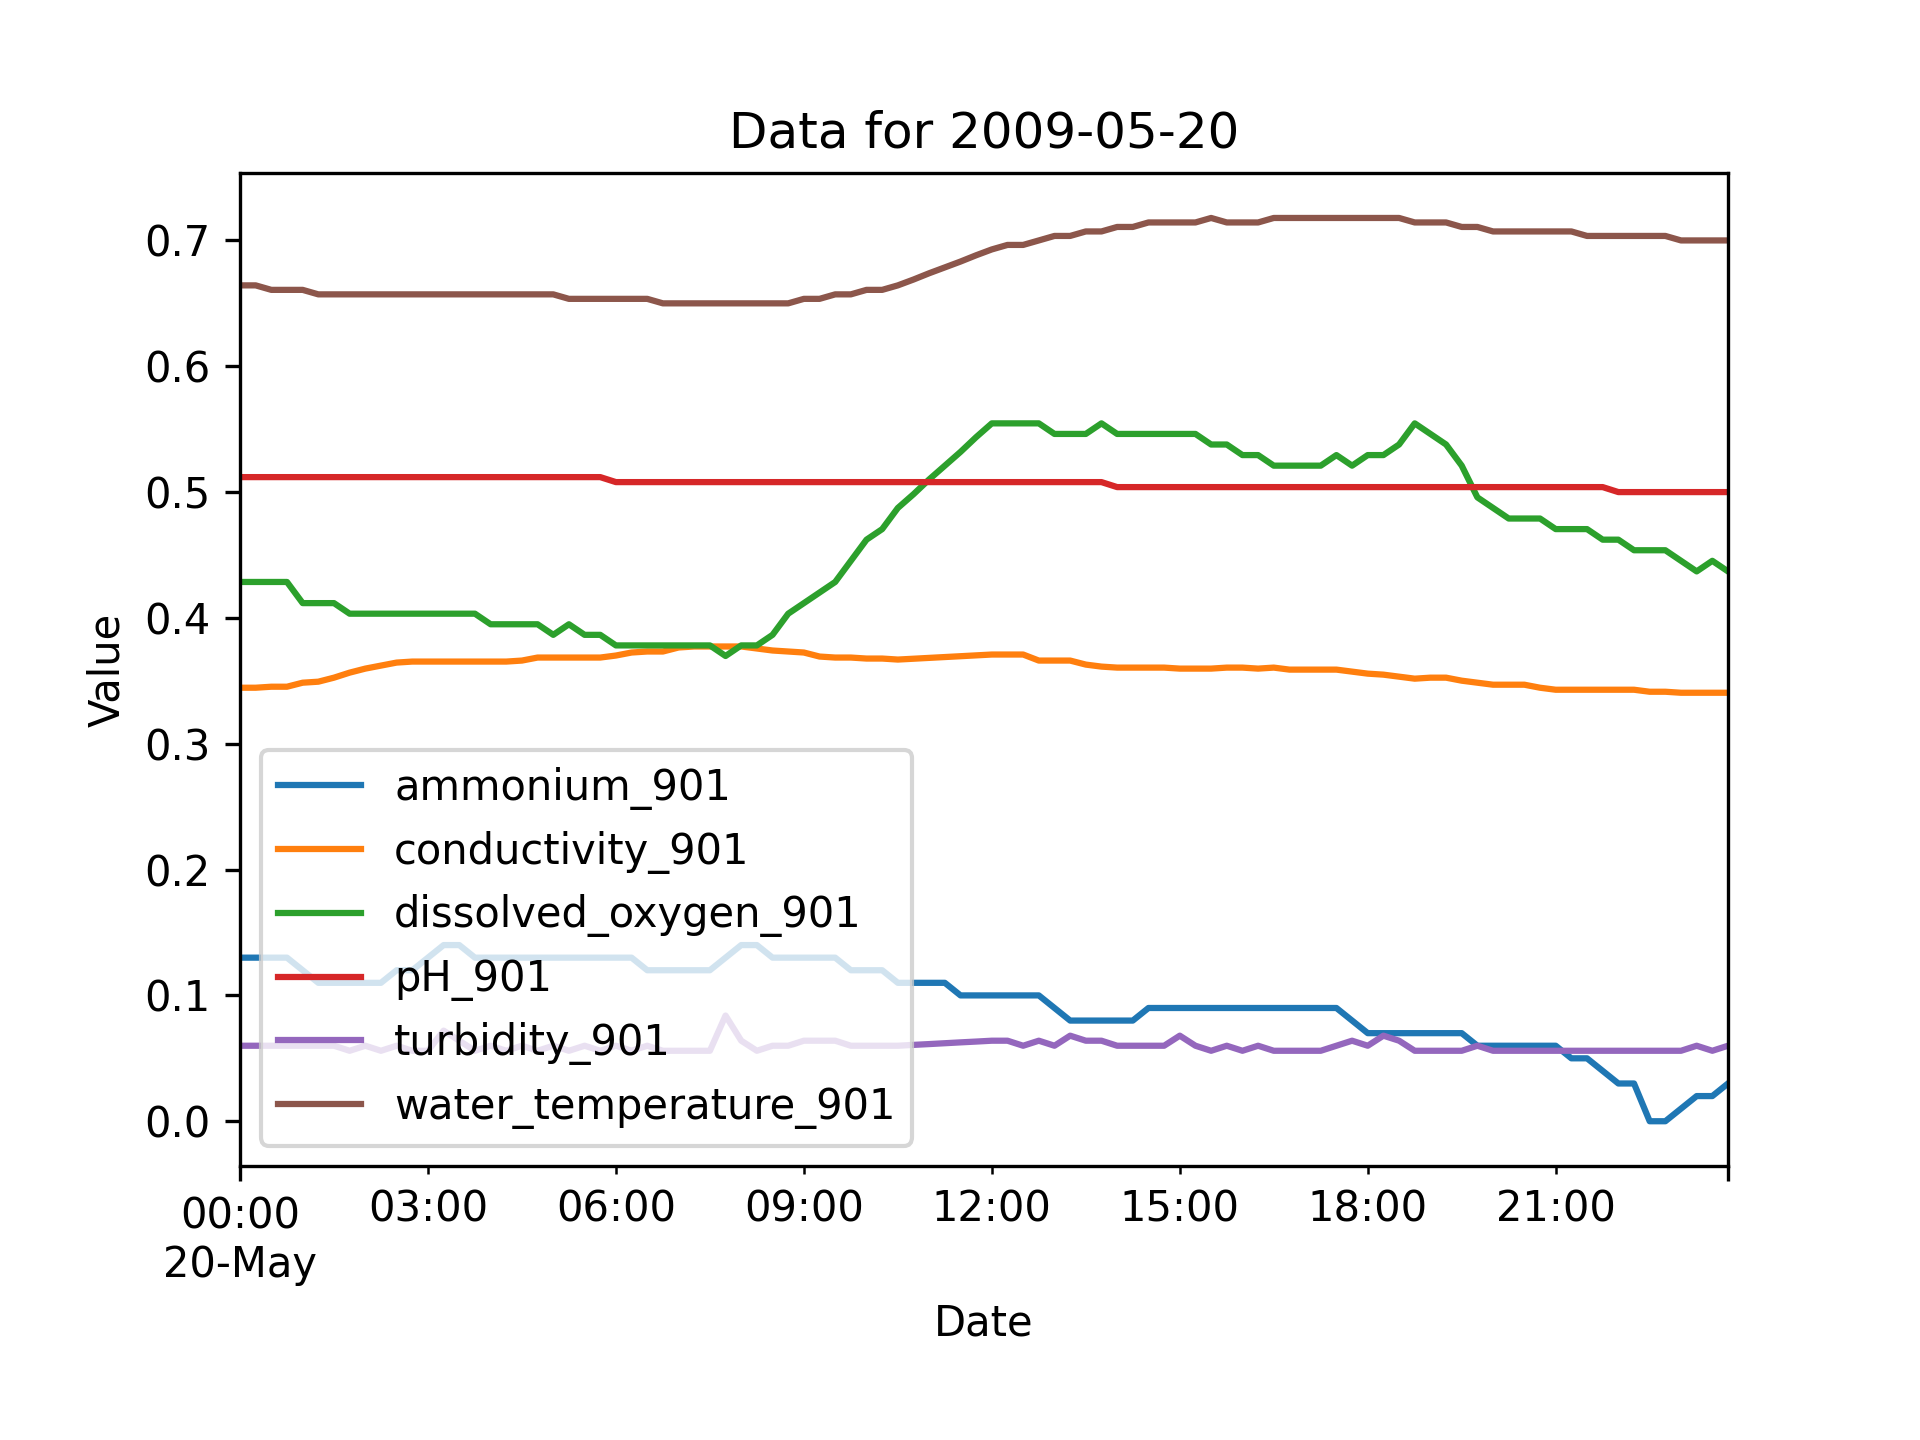 Data for 2009-05-20
0.7
0.6
0.5
0.4
0.3
0.2
0.1
0.0
Value
ammonium_901
conductivity_901
dissolved_oxygen_901
pH_901
turbidity_901
water_temperature_901
00:00 03:00 06:00 09:00 12:00 15:00 18:00 21:00
20-May
Date